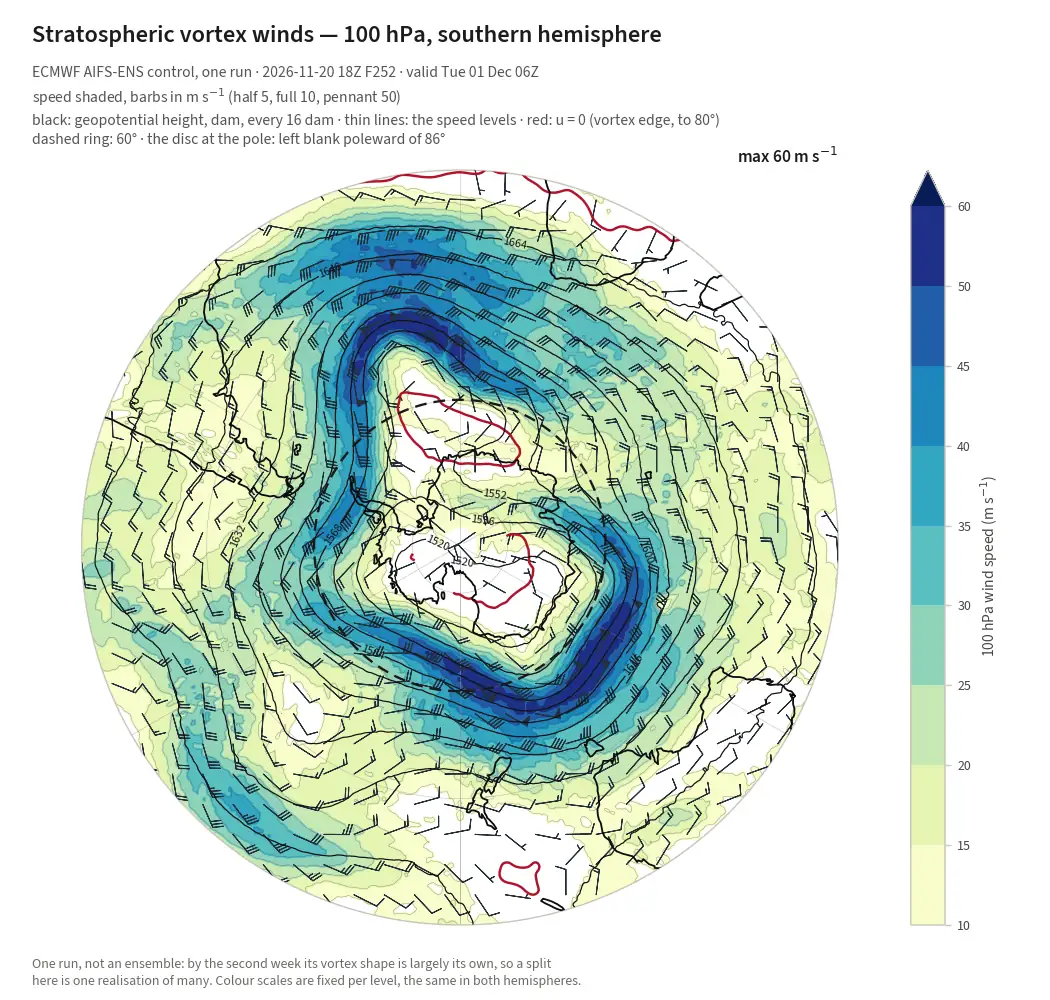 Stratospheric vortex winds — 100 hPa, southern hemisphere
ECMWF AIFS-ENS control, one run · 2026-11-20 18Z F252 · valid Tue 01 Dec 06Z
speed shaded, barbs in m s⁻¹ (half 5, full 10, pennant 50)
black: geopotential height, dam, every 16 dam · thin lines: the speed levels · red: u = 0 (vortex edge, to 80°)
dashed ring: 60° · the disc at the pole: left blank poleward of 86°
max 60 m s⁻¹
1664
1552
1536
1520
1520
1568
1632
60
50
45
40
35
30
25
20
15
10
100 hPa wind speed (m s⁻¹)
One run, not an ensemble: by the second week its vortex shape is largely its own, so a split
here is one realisation of many. Colour scales are fixed per level, the same in both hemispheres.